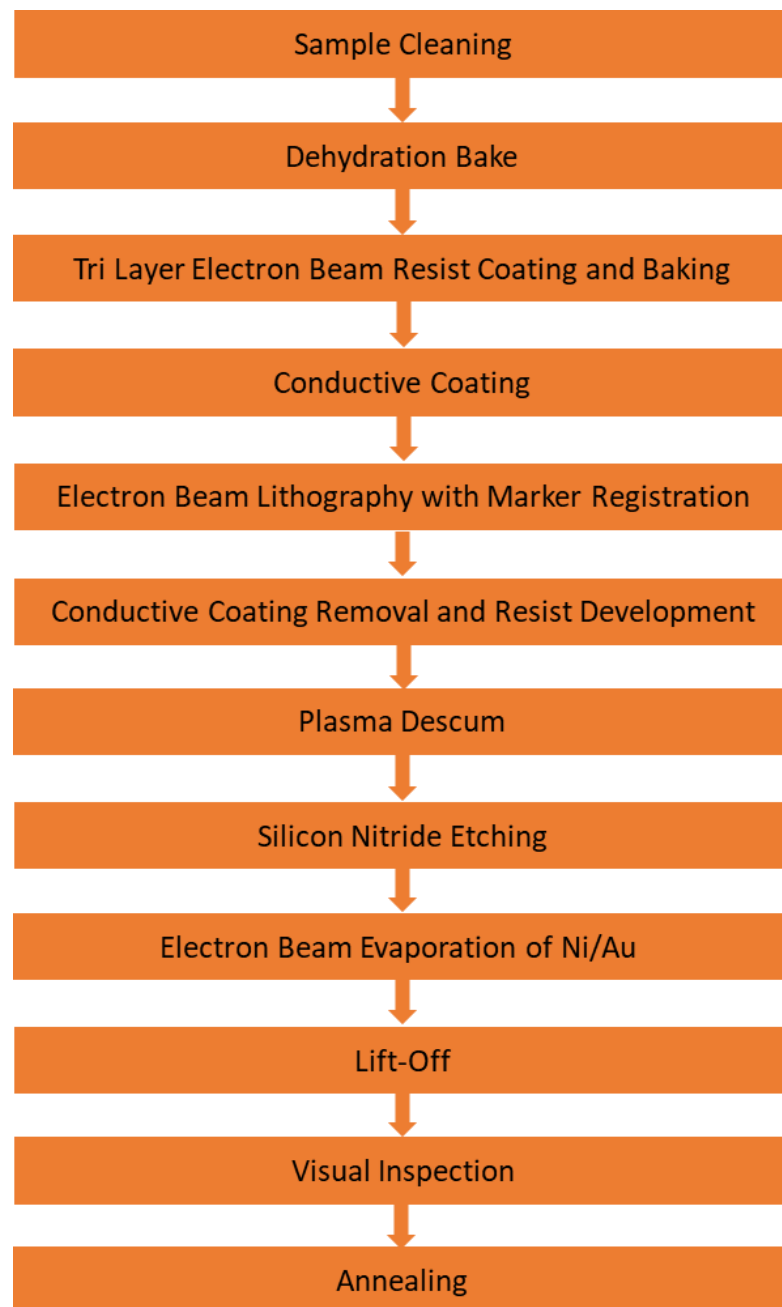 Sample Cleaning
Dehydration Bake
Tri Layer Electron Beam Resist Coating and Baking
Conductive Coating
Electron Beam Lithography with Marker Registration
Conductive Coating Removal and Resist Development
Plasma Descum
Silicon Nitride Etching
Electron Beam Evaporation of Ni/Au
Lift-Off
Visual Inspection
Annealing